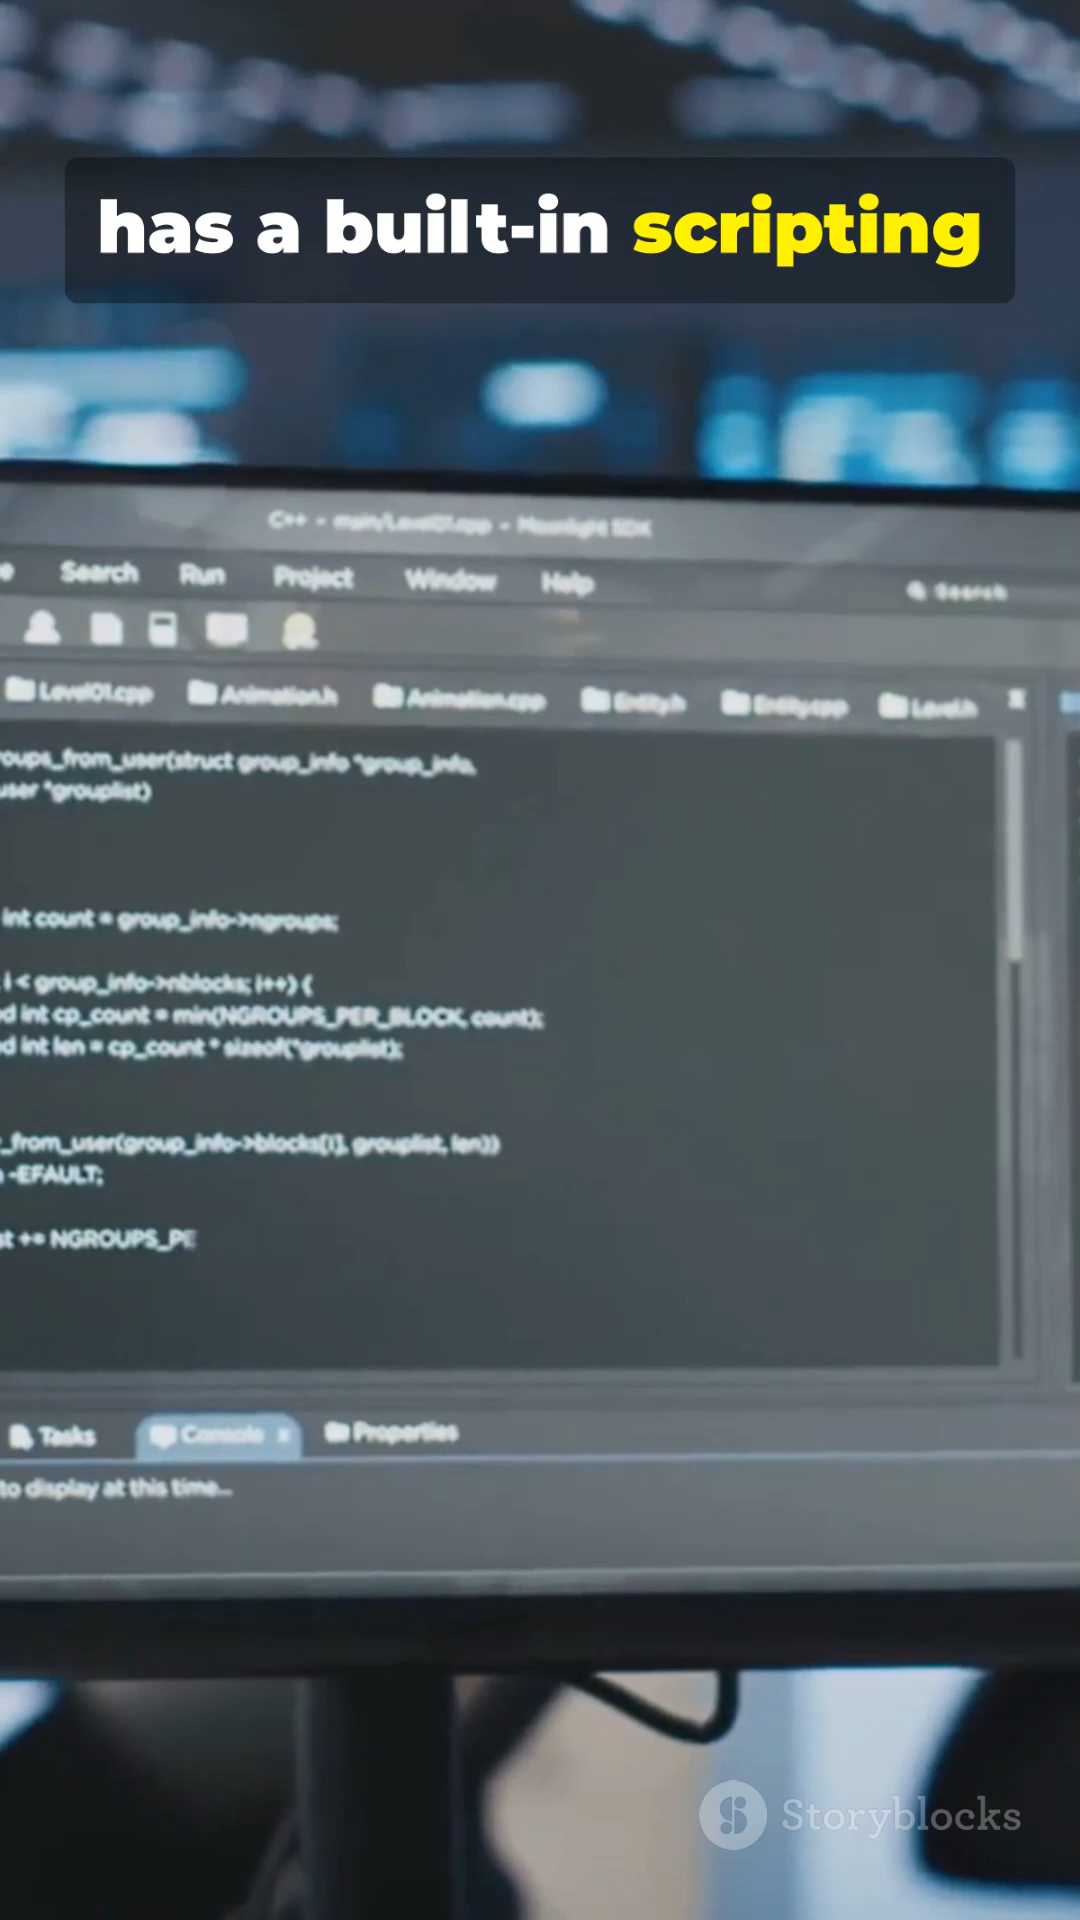 has a built-in scripting
C++ - main/Level01.cpp - Moonlight SDK
Search Run Project Window Help Search
Level01.cpp Animation.h Animation.cpp Entity.h Entity.cpp Level.h
oups_from_user(struct group_info *group_info,
user *grouplist)
int count = group_info->ngroups;
i < group_info->nblocks; i++) {
d int cp_count = min(NGROUPS_PER_BLOCK, count);
d int len = cp_count * sizeof(*grouplist);
_from_user(group_info->blocks[i], grouplist, len))
-EFAULT;
st += NGROUPS_PE
Tasks Console x Properties
to display at this time...
Storyblocks